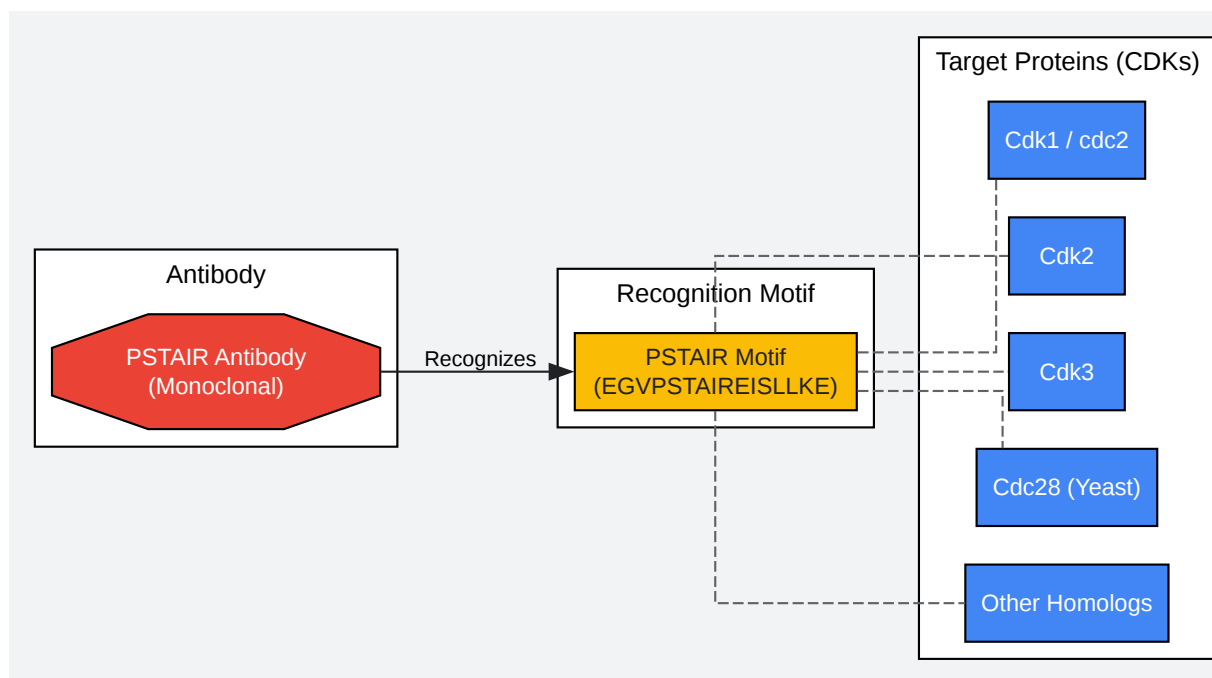 Antibody
PSTAIR Antibody
(Monoclonal)
Recognizes
Recognition Motif
PSTAIR Motif
(EGVPSTAIREISLLKE)
Target Proteins (CDKs)
Cdk1 / cdc2
Cdk2
Cdk3
Cdc28 (Yeast)
Other Homologs